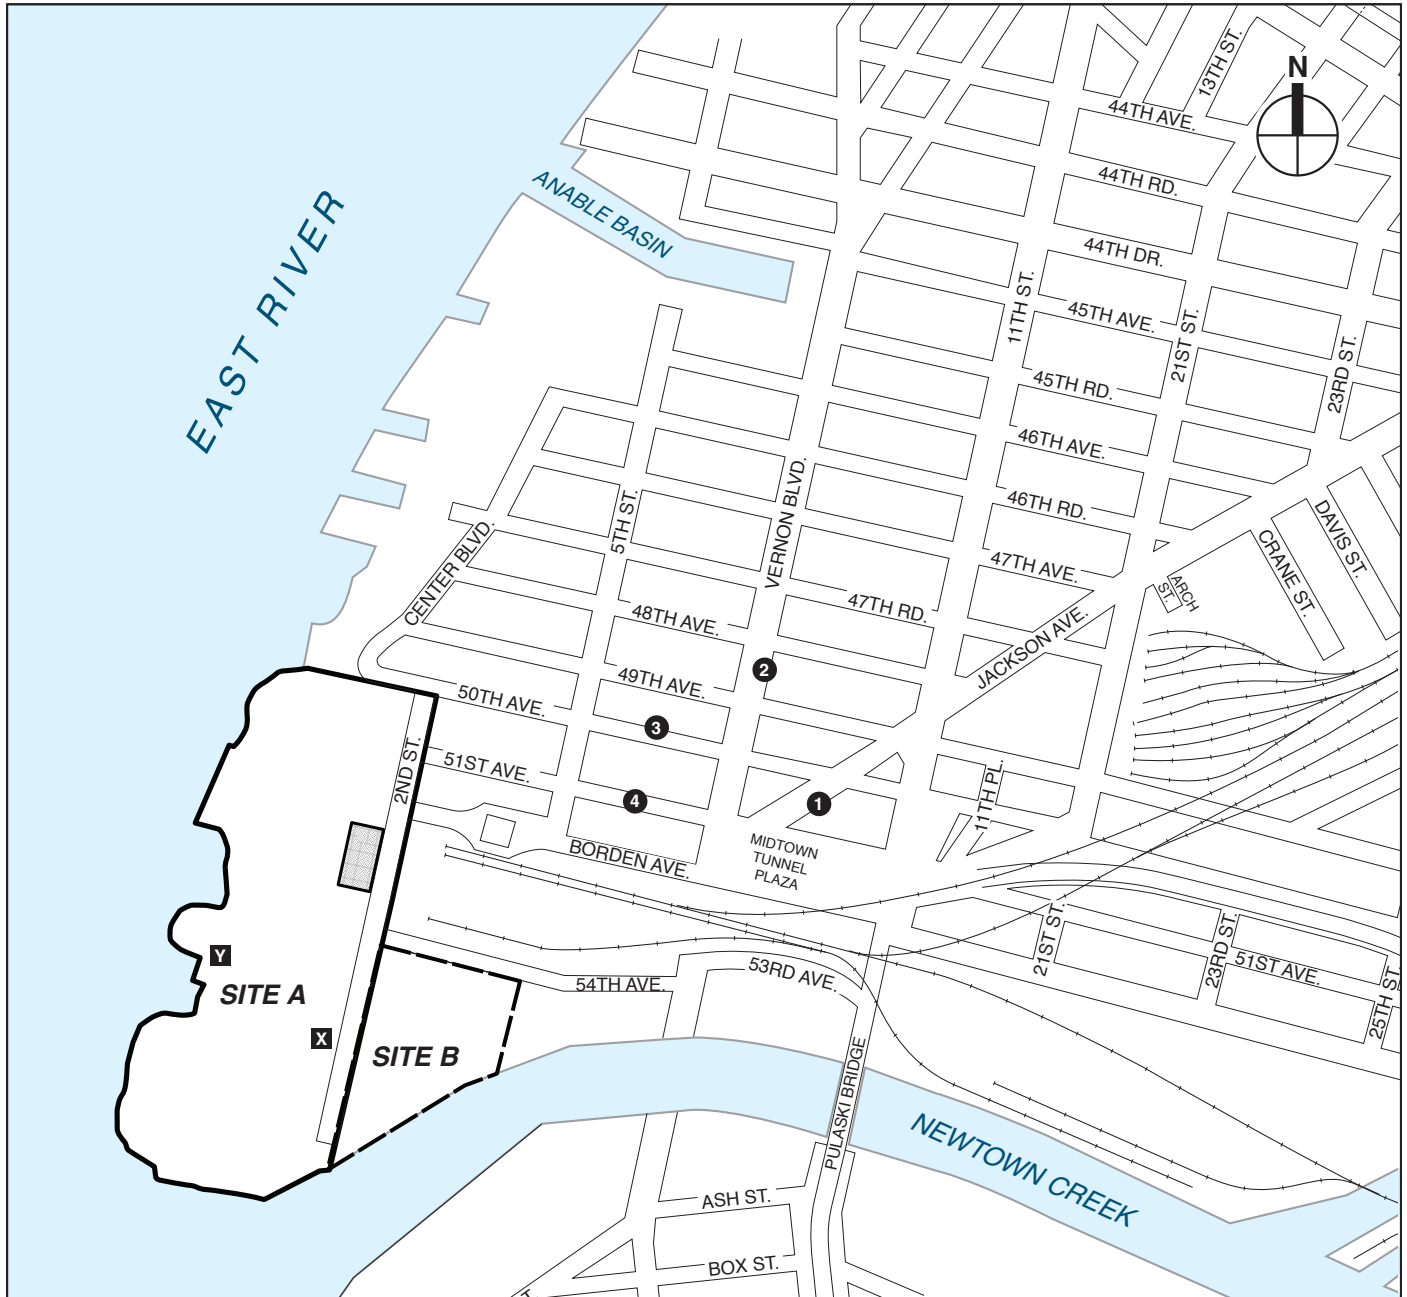 13TH ST.
N
44TH AVE.
44TH RD.
ANABLE BASIN
EAST RIVER
44TH DR.
11TH ST.
45TH AVE.
21ST ST.
23RD ST.
45TH RD.
46TH AVE.
VERNON BLVD.
5TH ST.
46TH RD.
DAVIS ST.
CRANE ST.
CENTER BLVD.
47TH AVE.
ARCH
ST.
47TH RD.
48TH AVE.
JACKSON AVE.
2
49TH AVE.
50TH AVE.
3
2ND ST.
51ST AVE.
4
1
11TH PL.
MIDTOWN
TUNNEL
PLAZA
BORDEN AVE.
21ST ST.
23RD ST.
51ST AVE.
25TH ST.
Y
53RD AVE.
54TH AVE.
SITE A
X
SITE B
PULASKI BRIDGE
NEWTOWN CREEK
ASH ST.
BOX ST.